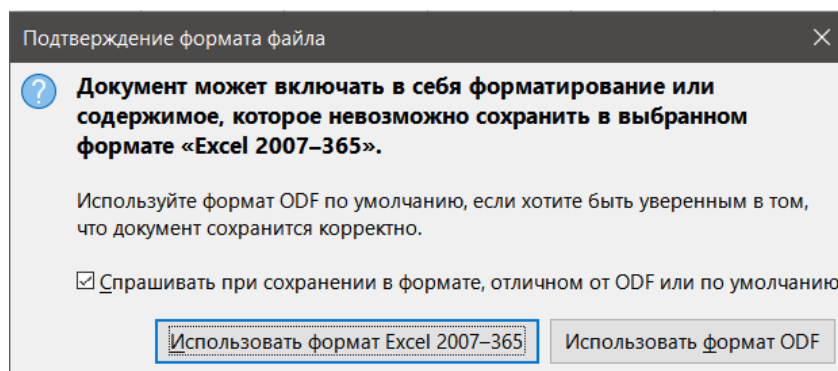 Подтверждение формата файла
Документ может включать в себя форматирование или
содержимое, которое невозможно сохранить в выбранном
формате «Excel 2007–365».
Используйте формат ODF по умолчанию, если хотите быть уверенным в том,
что документ сохранится корректно.
Спрашивать при сохранении в формате, отличном от ODF или по умолчанию
Использовать формат Excel 2007–365
Использовать формат ODF